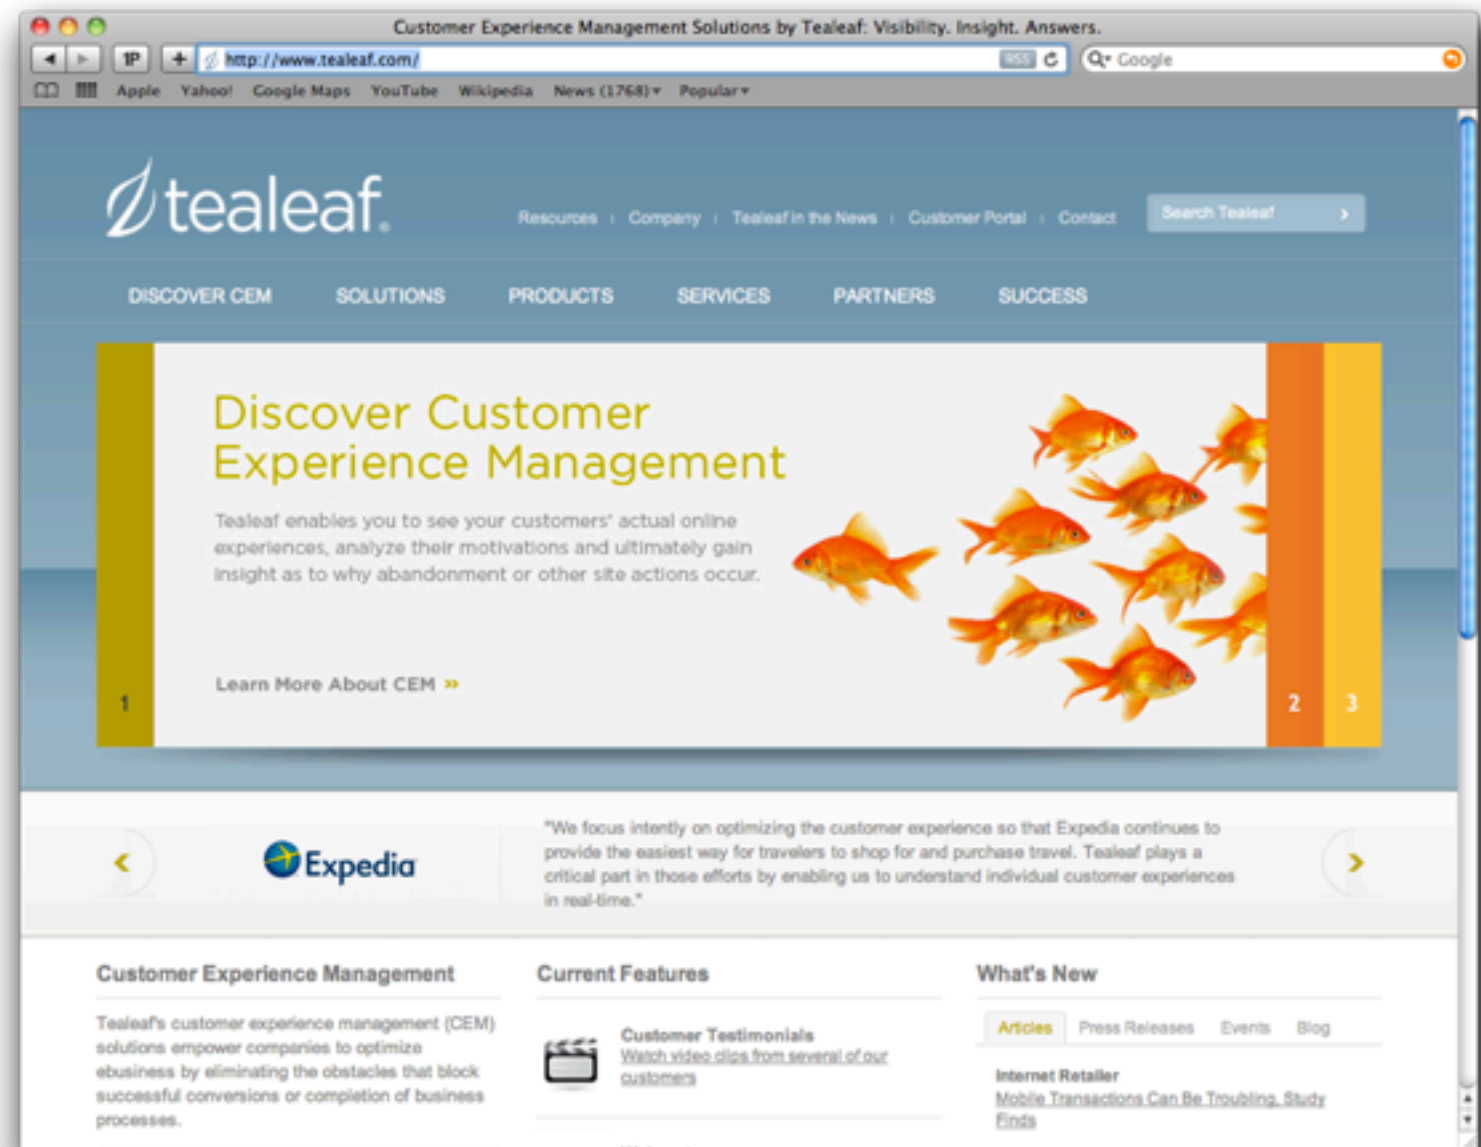 Customer Experience Management Solutions by Tealeaf: Visibility. Insight. Answers.
1P + http://www.tealeaf.com/ RSS Google
Apple Yahoo! Google Maps YouTube Wikipedia News (1768) Popular
tealeaf®
Resources | Company | Tealeaf in the News | Customer Portal | Contact
Search Tealeaf
DISCOVER CEM SOLUTIONS PRODUCTS SERVICES PARTNERS SUCCESS
Discover Customer
Experience Management
Tealeaf enables you to see your customers' actual online
experiences, analyze their motivations and ultimately gain
insight as to why abandonment or other site actions occur.
Learn More About CEM »
1
2
3
Expedia
"We focus intently on optimizing the customer experience so that Expedia continues to
provide the easiest way for travelers to shop for and purchase travel. Tealeaf plays a
critical part in those efforts by enabling us to understand individual customer experiences
in real-time."
Customer Experience Management
Tealeaf's customer experience management (CEM)
solutions empower companies to optimize
ebusiness by eliminating the obstacles that block
successful conversions or completion of business
processes.
Current Features
Customer Testimonials
Watch video clips from several of our
customers
What's New
Articles Press Releases Events Blog
Internet Retailer
Mobile Transactions Can Be Troubling, Study
Finds